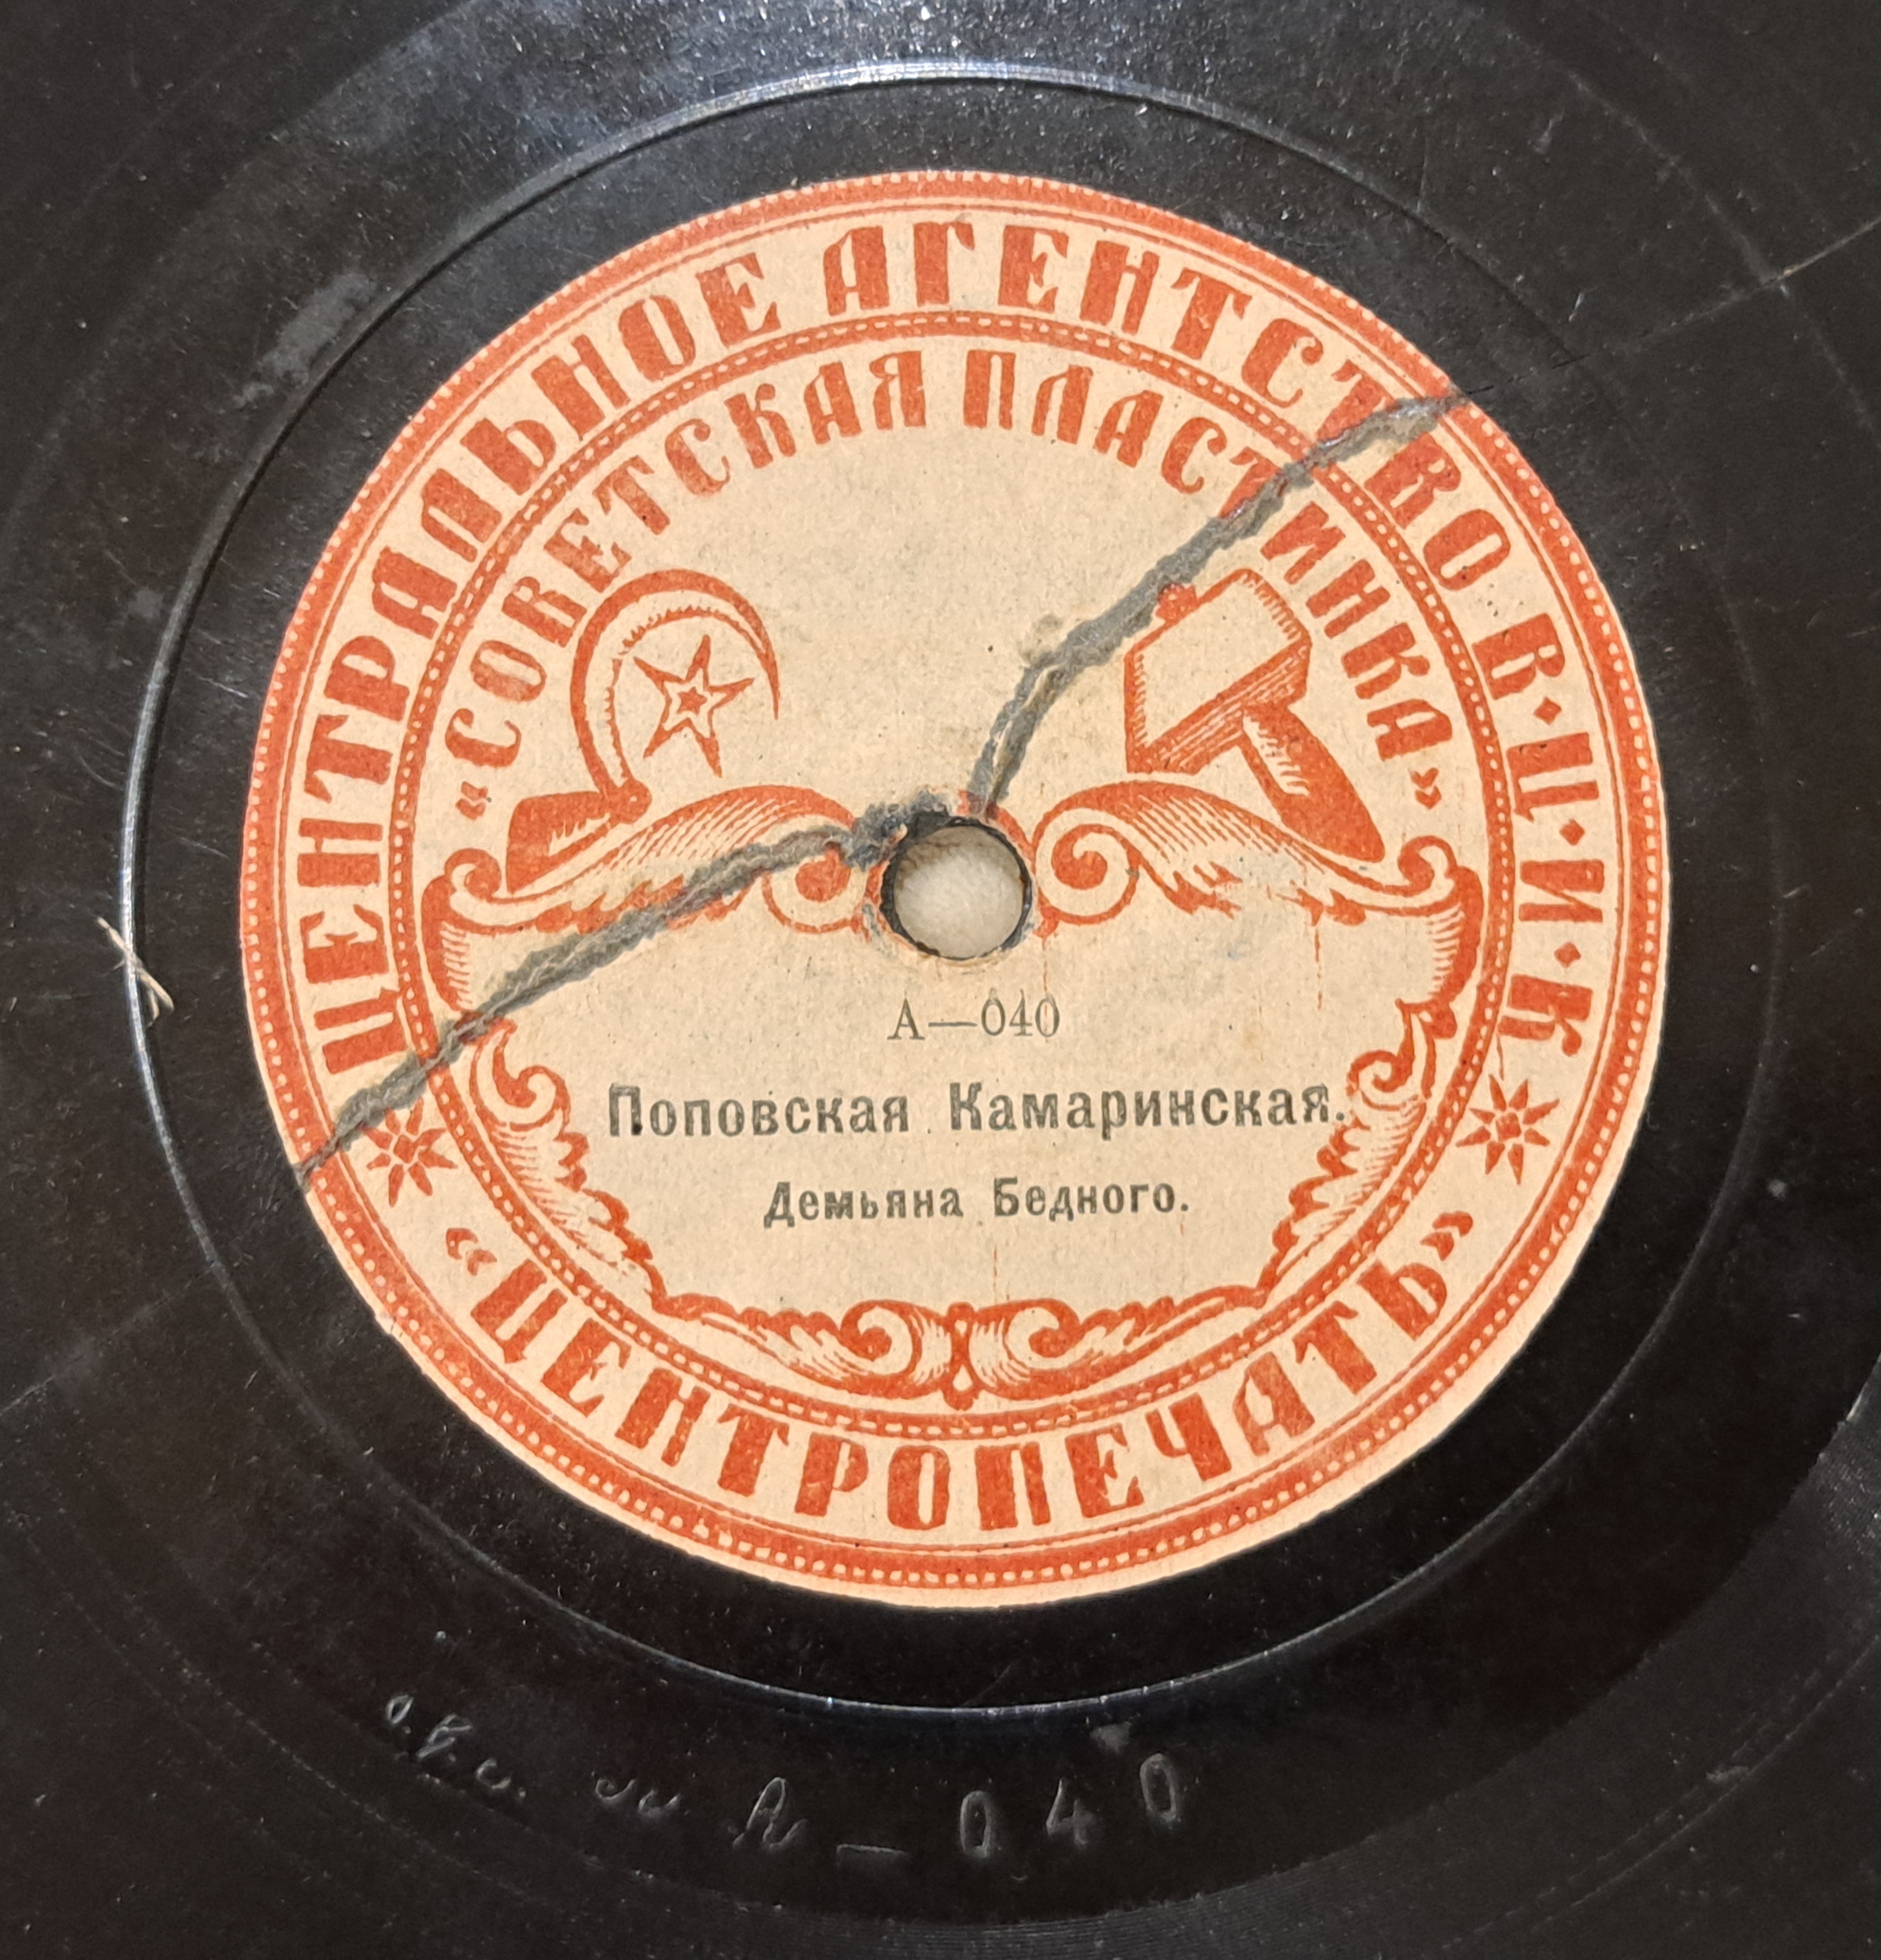 ЦЕНТРАЛЬНОЕ АГЕНТСТВО В·Ц·И·К
«СОВЕТСКАЯ ПЛАСТИНКА»
А—040
Поповская Камаринская.
Демьяна Бедного.
«ЦЕНТРОПЕЧАТЬ»
А — 040